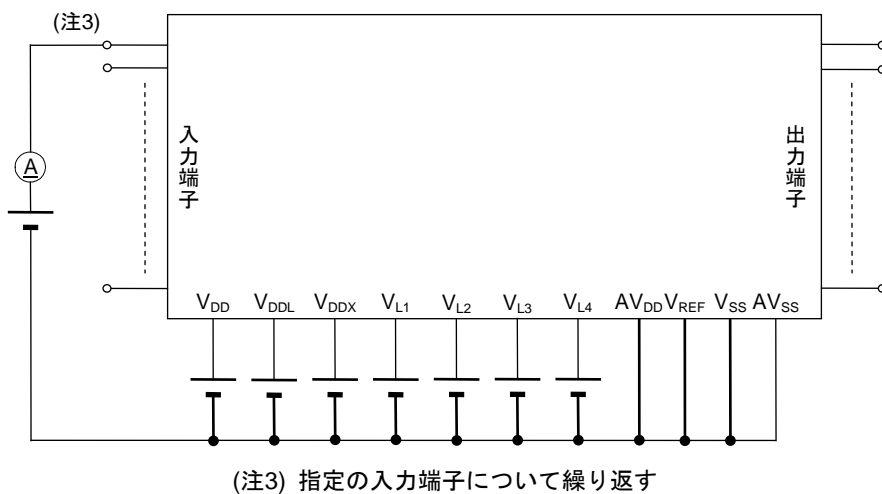 (注3)
入力端子
出力端子
A
VDD VDDL VDDX VL1 VL2 VL3 VL4 AVDD VREF VSS AVSS
(注3) 指定の入力端子について繰り返す